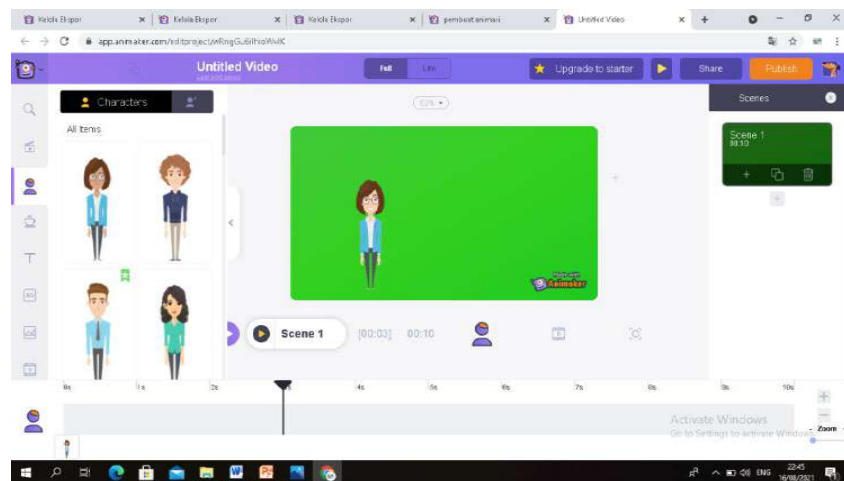 Kelola Ekspor
Kelola Ekspor
Kelola Ekspor
pembuat animasi
Untitled Video
Untitled Video
Full
Lite
Upgrade to starter
Share
Publish
Characters
All Items
Scenes
Scene 1
00:10
Made with
Animaker
Scene 1
[00:03]
00:10
0s
1s
2s
4s
5s
6s
7s
8s
9s
10s
Activate Windows
Go to Settings to activate Windows.
Zoom
ENG
22:45
16/08/2021